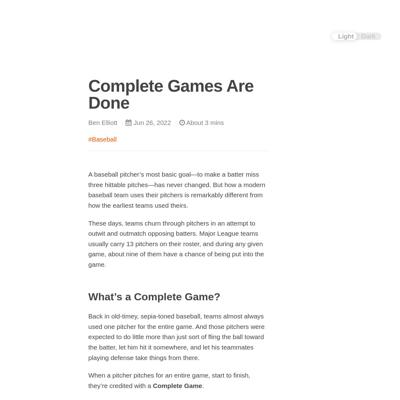 Light Dark
Complete Games Are
Done
Ben Elliott Jun 26, 2022 About 3 mins
#Baseball
A baseball pitcher's most basic goal—to make a batter miss
three hittable pitches—has never changed. But how a modern
baseball team uses their pitchers is remarkably different from
how the earliest teams used theirs.
These days, teams churn through pitchers in an attempt to
outwit and outmatch opposing batters. Major League teams
usually carry 13 pitchers on their roster, and during any given
game, about nine of them have a chance of being put into the
game.
What's a Complete Game?
Back in old-timey, sepia-toned baseball, teams almost always
used one pitcher for the entire game. And those pitchers were
expected to do little more than just sort of fling the ball toward
the batter, let him hit it somewhere, and let his teammates
playing defense take things from there.
When a pitcher pitches for an entire game, start to finish,
they're credited with a Complete Game.